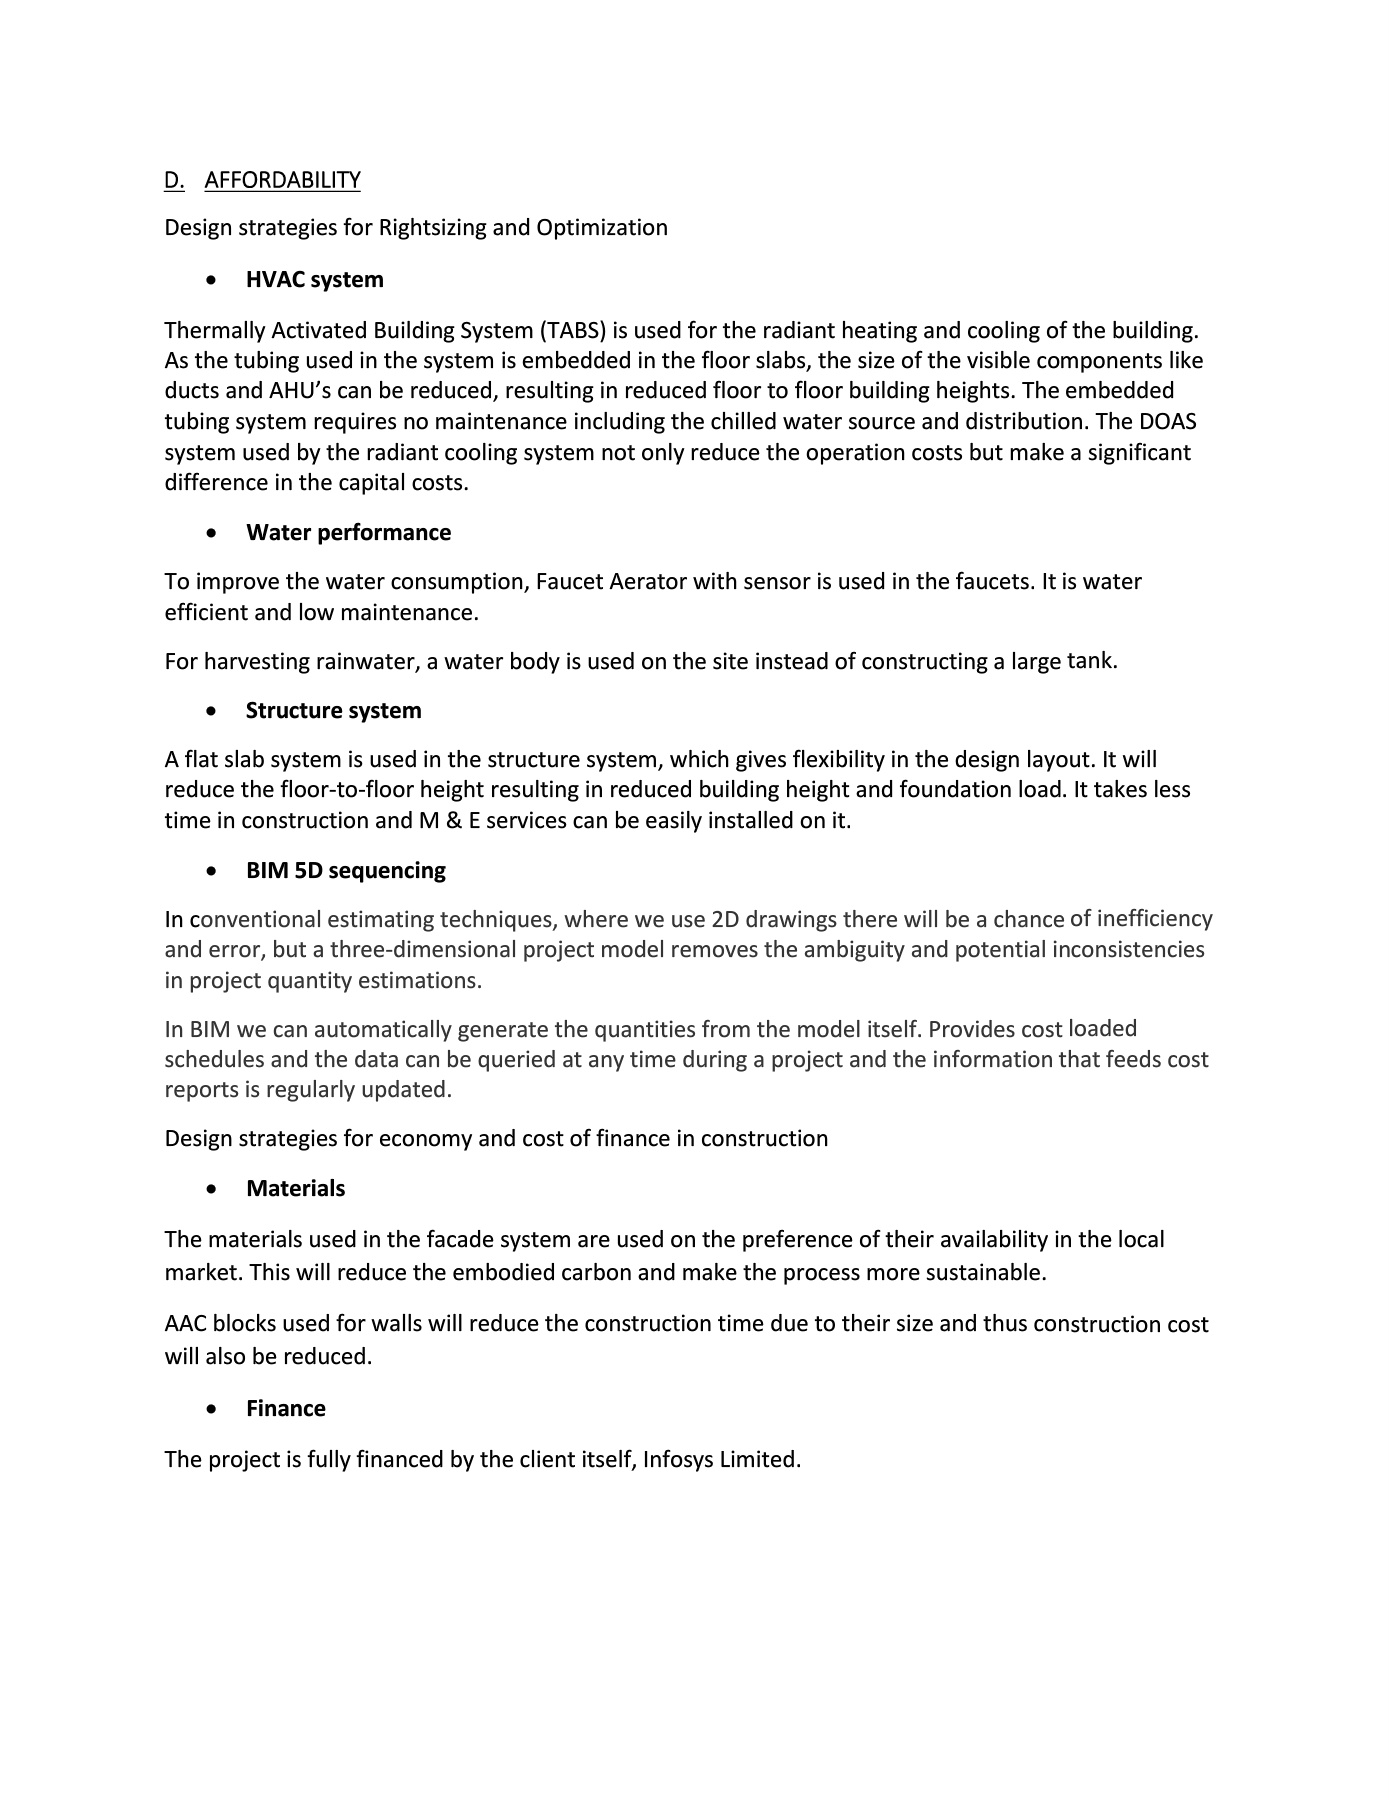 D. AFFORDABILITY
Design strategies for Rightsizing and Optimization
• HVAC system
Thermally Activated Building System (TABS) is used for the radiant heating and cooling of the building.
As the tubing used in the system is embedded in the floor slabs, the size of the visible components like
ducts and AHU’s can be reduced, resulting in reduced floor to floor building heights. The embedded
tubing system requires no maintenance including the chilled water source and distribution. The DOAS
system used by the radiant cooling system not only reduce the operation costs but make a significant
difference in the capital costs.
• Water performance
To improve the water consumption, Faucet Aerator with sensor is used in the faucets. It is water
efficient and low maintenance.
For harvesting rainwater, a water body is used on the site instead of constructing a large tank.
• Structure system
A flat slab system is used in the structure system, which gives flexibility in the design layout. It will
reduce the floor-to-floor height resulting in reduced building height and foundation load. It takes less
time in construction and M & E services can be easily installed on it.
• BIM 5D sequencing
In conventional estimating techniques, where we use 2D drawings there will be a chance of inefficiency
and error, but a three-dimensional project model removes the ambiguity and potential inconsistencies
in project quantity estimations.
In BIM we can automatically generate the quantities from the model itself. Provides cost loaded
schedules and the data can be queried at any time during a project and the information that feeds cost
reports is regularly updated.
Design strategies for economy and cost of finance in construction
• Materials
The materials used in the facade system are used on the preference of their availability in the local
market. This will reduce the embodied carbon and make the process more sustainable.
AAC blocks used for walls will reduce the construction time due to their size and thus construction cost
will also be reduced.
• Finance
The project is fully financed by the client itself, Infosys Limited.